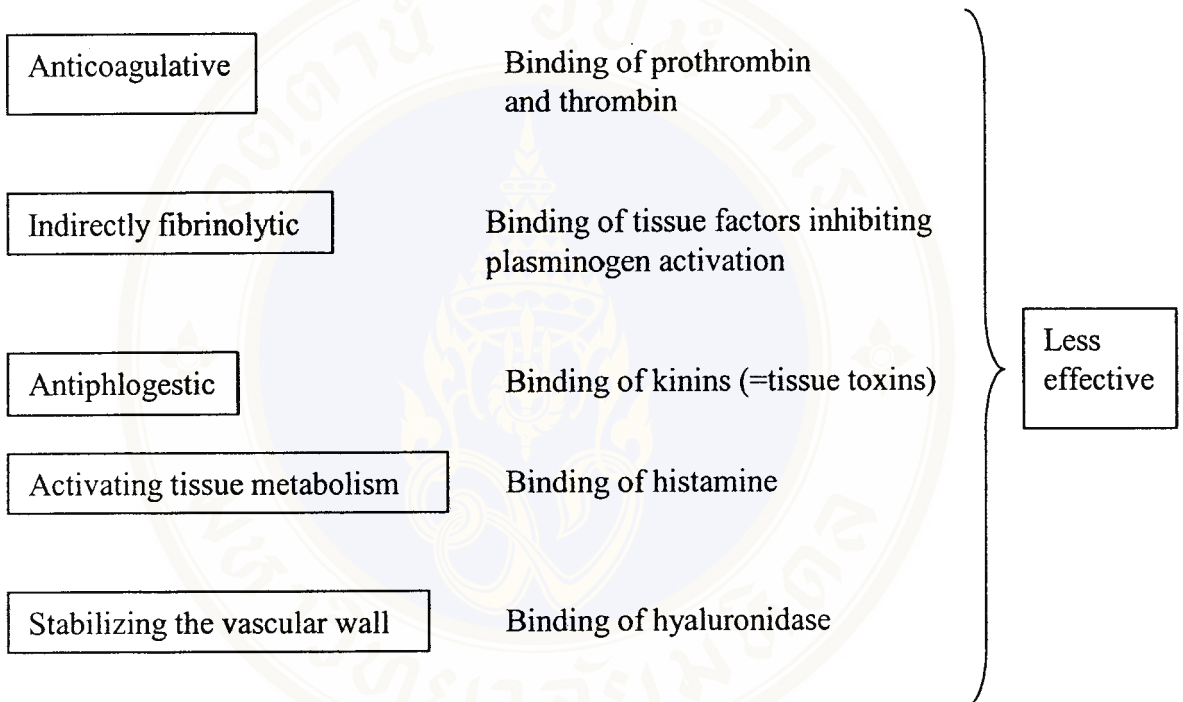 Anticoagulative
Binding of prothrombin
and thrombin
Indirectly fibrinolytic
Binding of tissue factors inhibiting
plasminogen activation
Antiphlogestic
Binding of kinins (=tissue toxins)
Activating tissue metabolism
Binding of histamine
Stabilizing the vascular wall
Binding of hyaluronidase
Less
effective